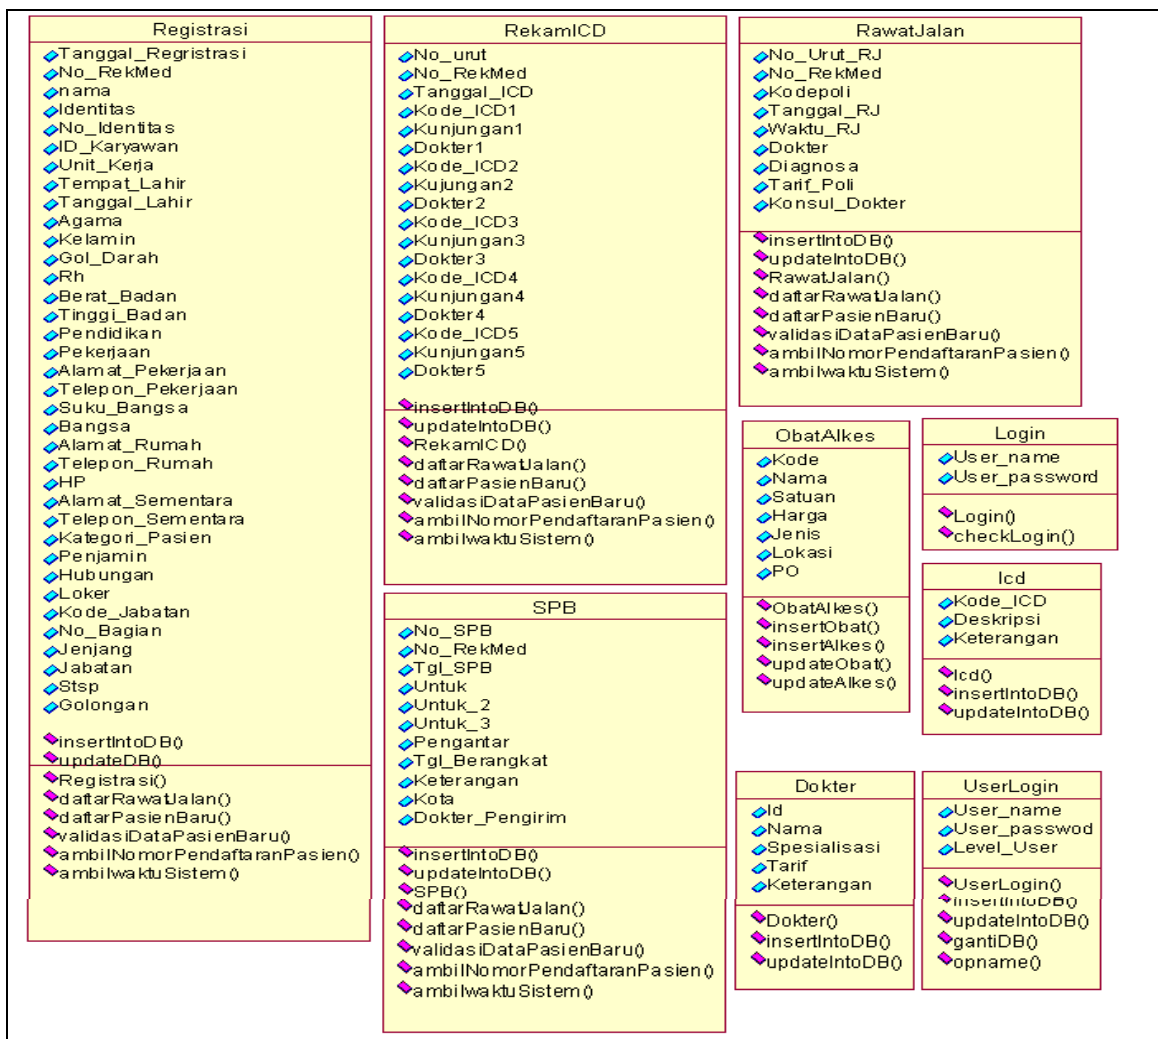 Registrasi
Tanggal_Regristrasi
No_RekMed
nama
Identitas
No_Identitas
ID_Karyawan
Unit_Kerja
Tempat_Lahir
Tanggal_Lahir
Agama
Kelamin
Gol_Darah
Rh
Berat_Badan
Tinggi_Badan
Pendidikan
Pekerjaan
Alamat_Pekerjaan
Telepon_Pekerjaan
Suku_Bangsa
Bangsa
Alamat_Rumah
Telepon_Rumah
HP
Alamat_Sementara
Telepon_Sementara
Kategori_Pasien
Penjamin
Hubungan
Loker
Kode_Jabatan
No_Bagian
Jenjang
Jabatan
Stsp
Golongan
insertIntoDB()
updateDB()
Registrasi()
daftarRawatJalan()
daftarPasienBaru()
validasiDataPasienBaru()
ambilNomorPendaftaranPasien()
ambilwaktuSistem()
RekamICD
No_urut
No_RekMed
Tanggal_ICD
Kode_ICD1
Kunjungan1
Dokter1
Kode_ICD2
Kujungan2
Dokter2
Kode_ICD3
Kunjungan3
Dokter3
Kode_ICD4
Kunjungan4
Dokter4
Kode_ICD5
Kunjungan5
Dokter5
insertIntoDB()
updateIntoDB()
RekamICD()
daftarRawatJalan()
daftarPasienBaru()
validasiDataPasienBaru()
ambilNomorPendaftaranPasien()
ambilwaktuSistem()
SPB
No_SPB
No_RekMed
Tgl_SPB
Untuk
Untuk_2
Untuk_3
Pengantar
Tgl_Berangkat
Keterangan
Kota
Dokter_Pengirim
insertIntoDB()
updateIntoDB()
SPB()
daftarRawatJalan()
daftarPasienBaru()
validasiDataPasienBaru()
ambilNomorPendaftaranPasien()
ambilwaktuSistem()
RawatJalan
No_Urut_RJ
No_RekMed
Kodepoli
Tanggal_RJ
Waktu_RJ
Dokter
Diagnosa
Tarif_Poli
Konsul_Dokter
insertIntoDB()
updateIntoDB()
RawatJalan()
daftarRawatJalan()
daftarPasienBaru()
validasiDataPasienBaru()
ambilNomorPendaftaranPasien()
ambilwaktuSistem()
ObatAlkes
Kode
Nama
Satuan
Harga
Jenis
Lokasi
PO
ObatAlkes()
insertObat()
insertAlkes()
updateObat()
updateAlkes()
Login
User_name
User_password
Login()
checkLogin()
Icd
Kode_ICD
Deskripsi
Keterangan
Icd()
insertIntoDB()
updateIntoDB()
Dokter
Id
Nama
Spesialisasi
Tarif
Keterangan
Dokter()
insertIntoDB()
updateIntoDB()
UserLogin
User_name
User_passwod
Level_User
UserLogin()
insertIntoDB()
updateIntoDB()
gantiDB()
opname()